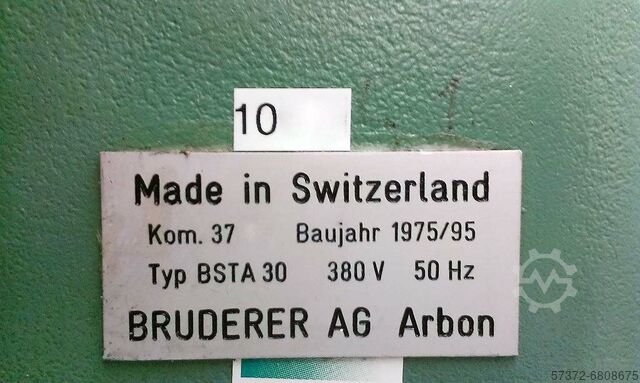 10
Made in Switzerland
Kom. 37 Baujahr 1975/95
Typ BSTA 30 380 V 50 Hz
BRUDERER AG Arbon
57372-6808675